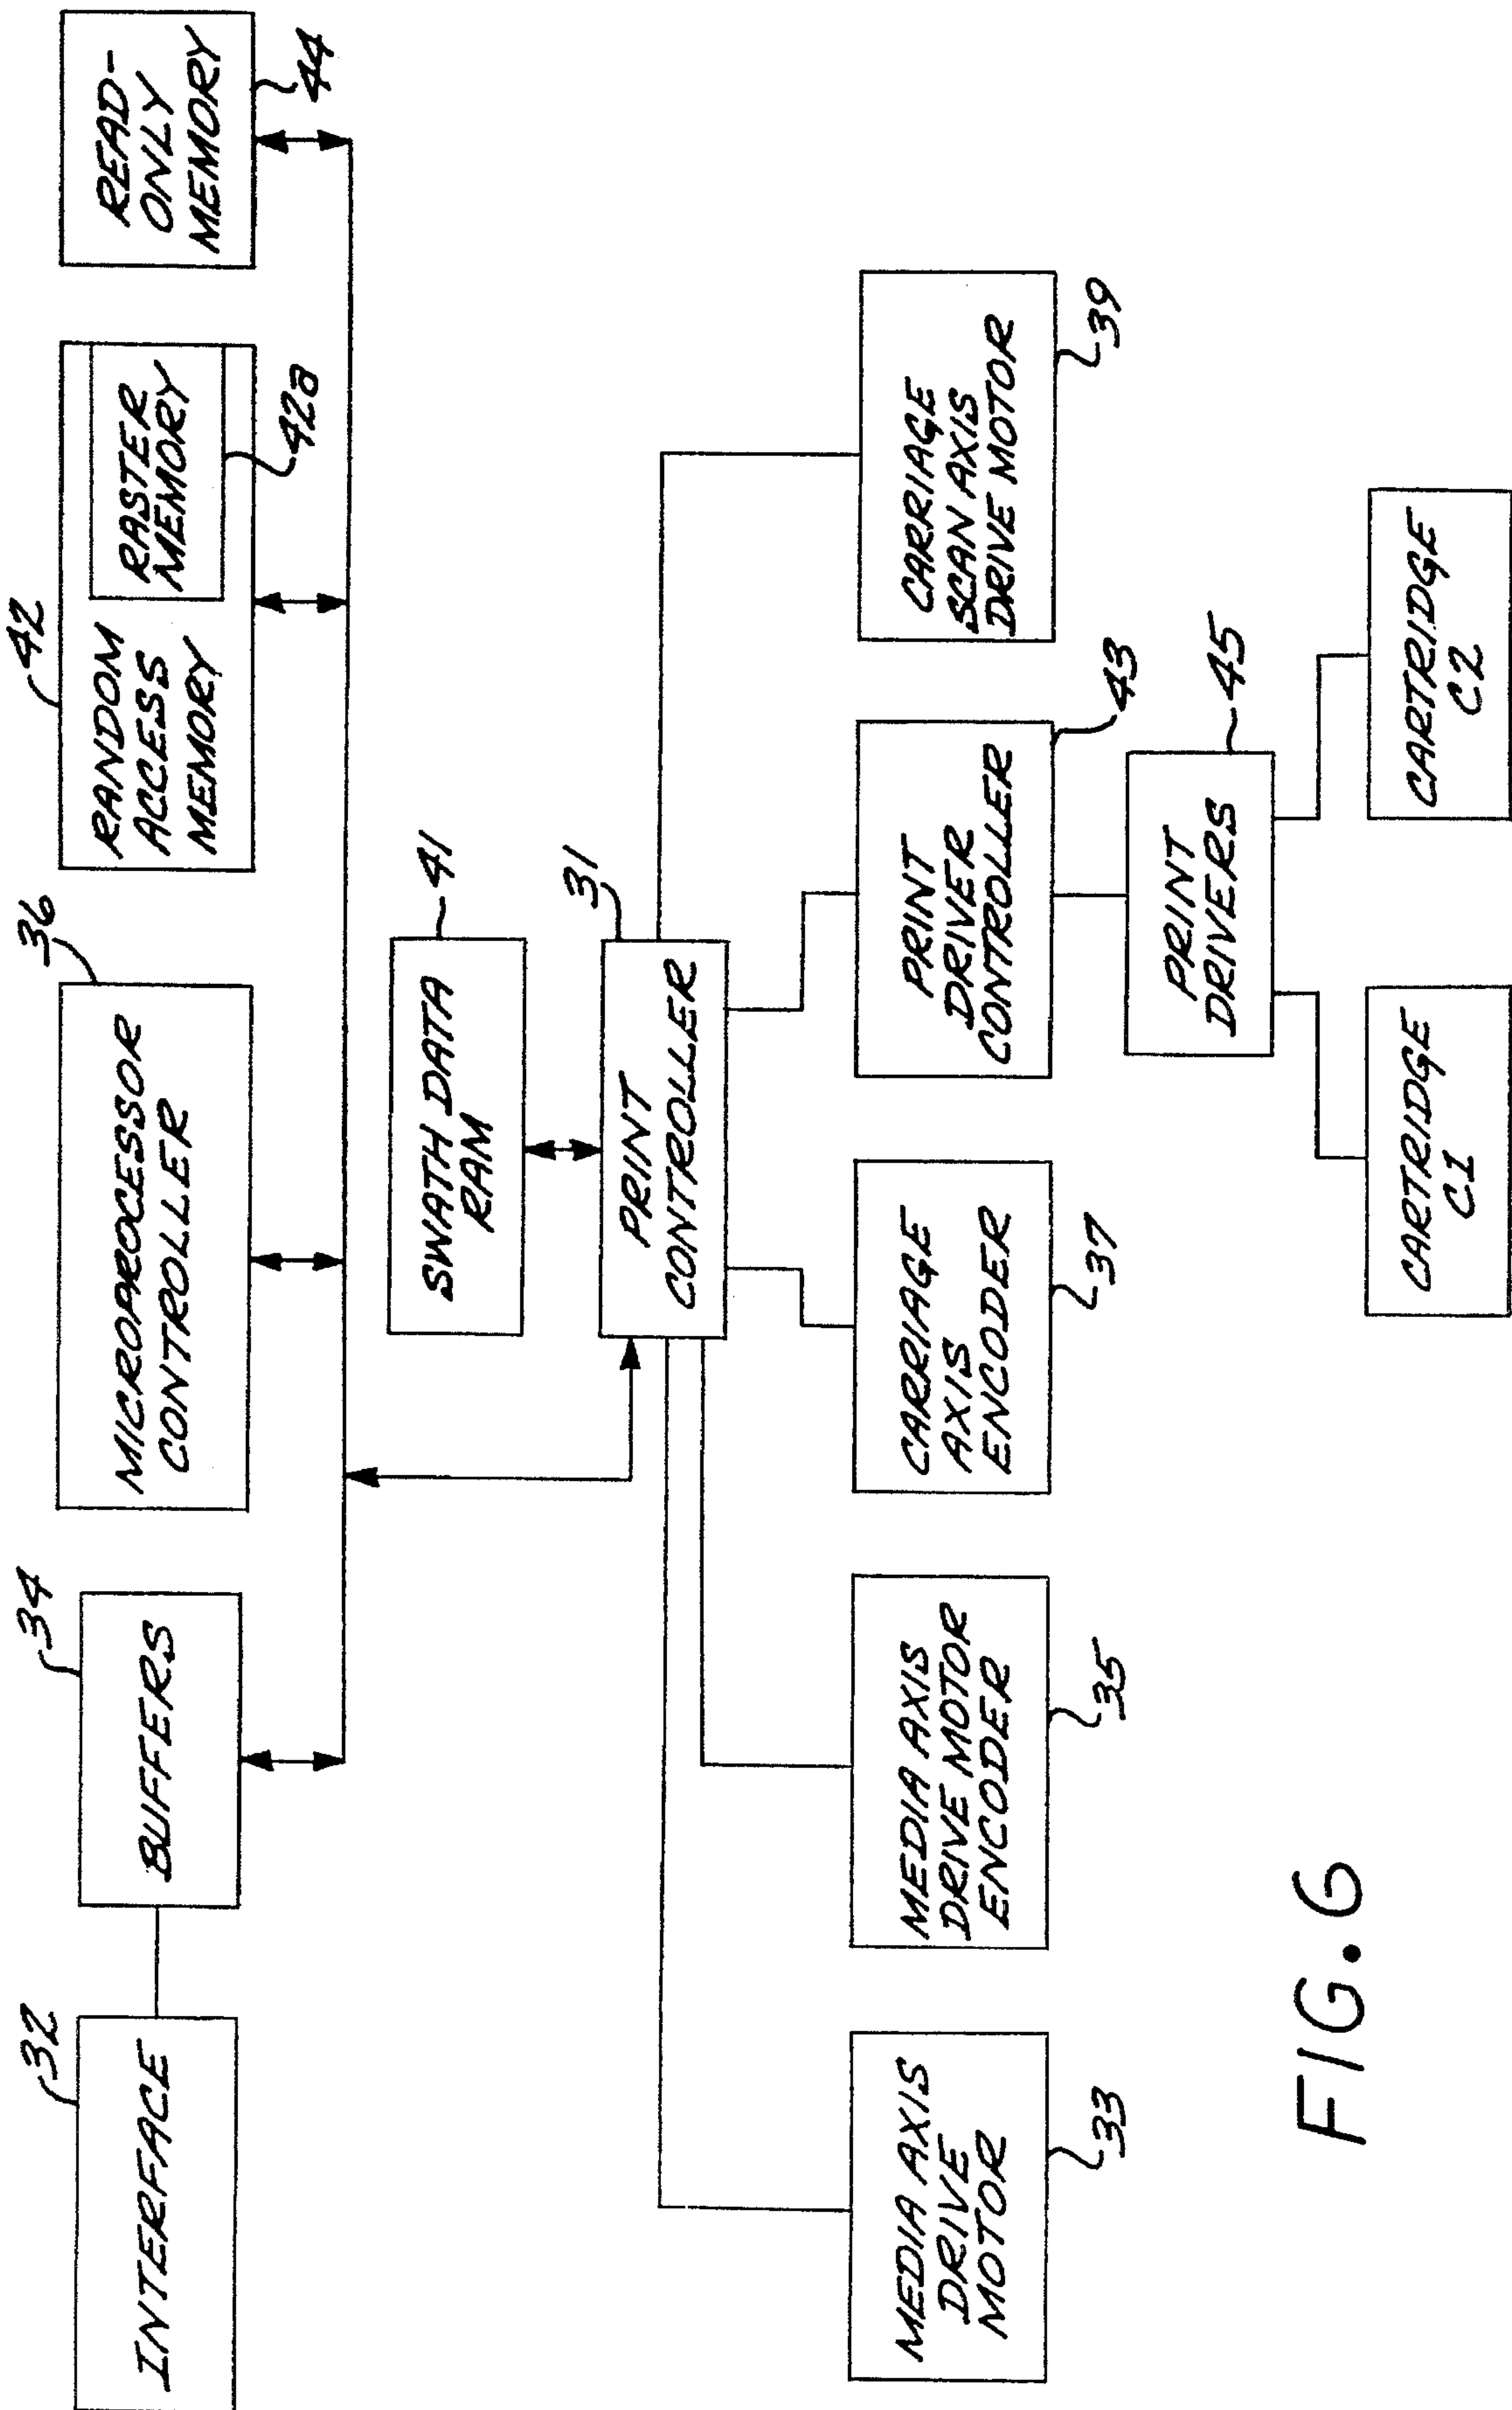 32
INTERFACE
34
BUFFERS
36
MICROPROCESSOR
CONTROLLER
42
RANDOM
ACCESS
MEMORY
RASTER
MEMORY
42a
READ-
ONLY
MEMORY
44
SWATH DATA
RAM
41
PRINT
CONTROLLER
31
MEDIA AXIS
DRIVE
MOTOR
33
MEDIA AXIS
DRIVE MOTOR
ENCODER
35
CARRIAGE
AXIS
ENCODER
37
PRINT
DRIVER
CONTROLLER
43
CARRIAGE
SCAN AXIS
DRIVE MOTOR
39
PRINT
DRIVERS
45
CARTRIDGE
C1
CARTRIDGE
C2
FIG. 6